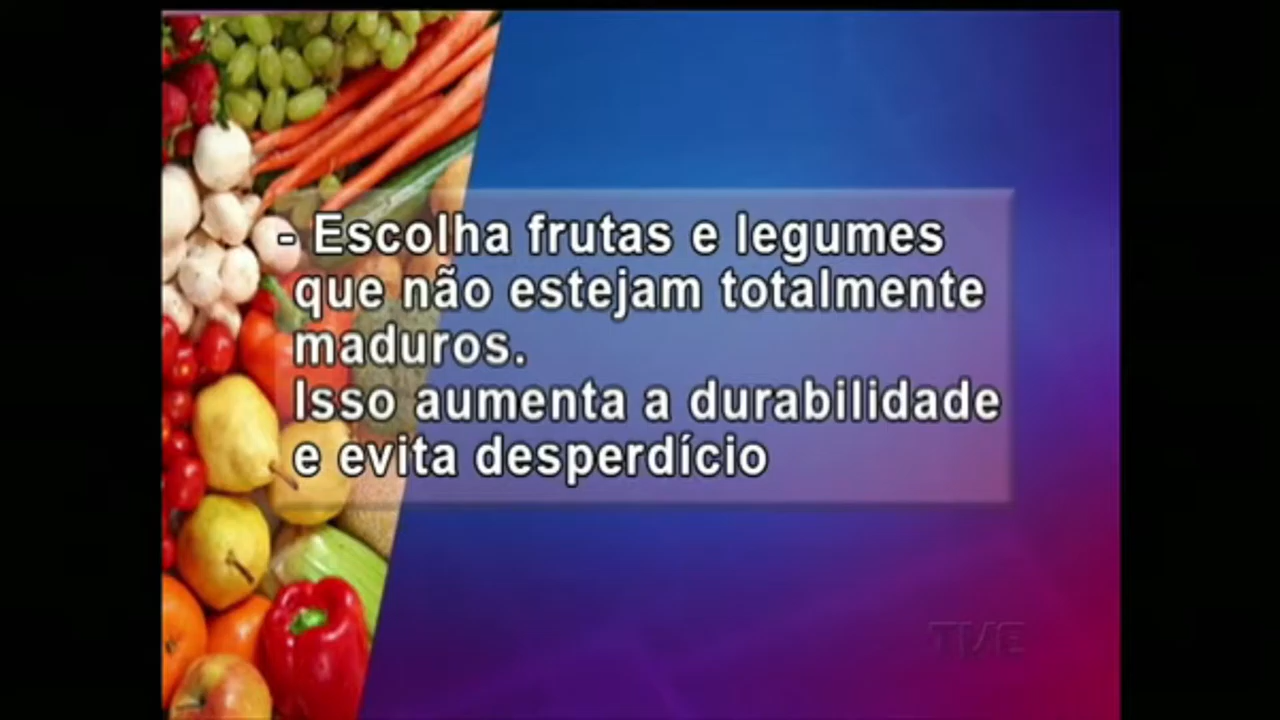 - Escolha frutas e legumes
que não estejam totalmente
maduros.
Isso aumenta a durabilidade
e evita desperdício
TVE